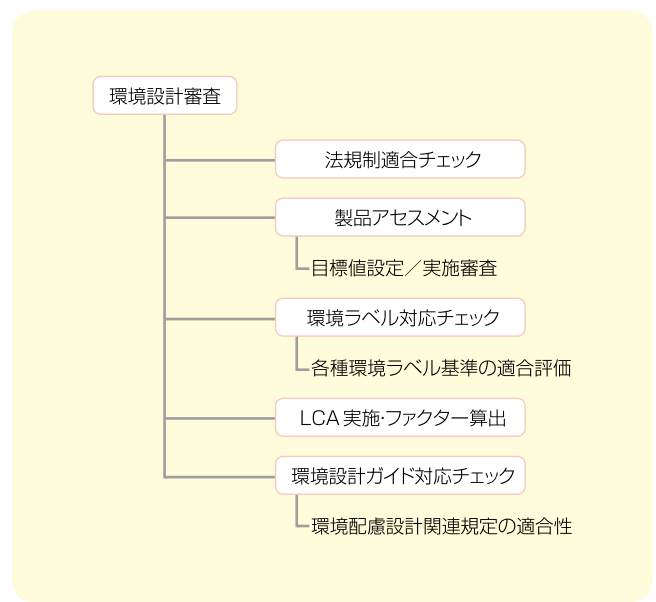 環境設計審査
法規制適合チェック
製品アセスメント
目標値設定／実施審査
環境ラベル対応チェック
各種環境ラベル基準の適合評価
LCA 実施・ファクター算出
環境設計ガイド対応チェック
環境配慮設計関連規定の適合性